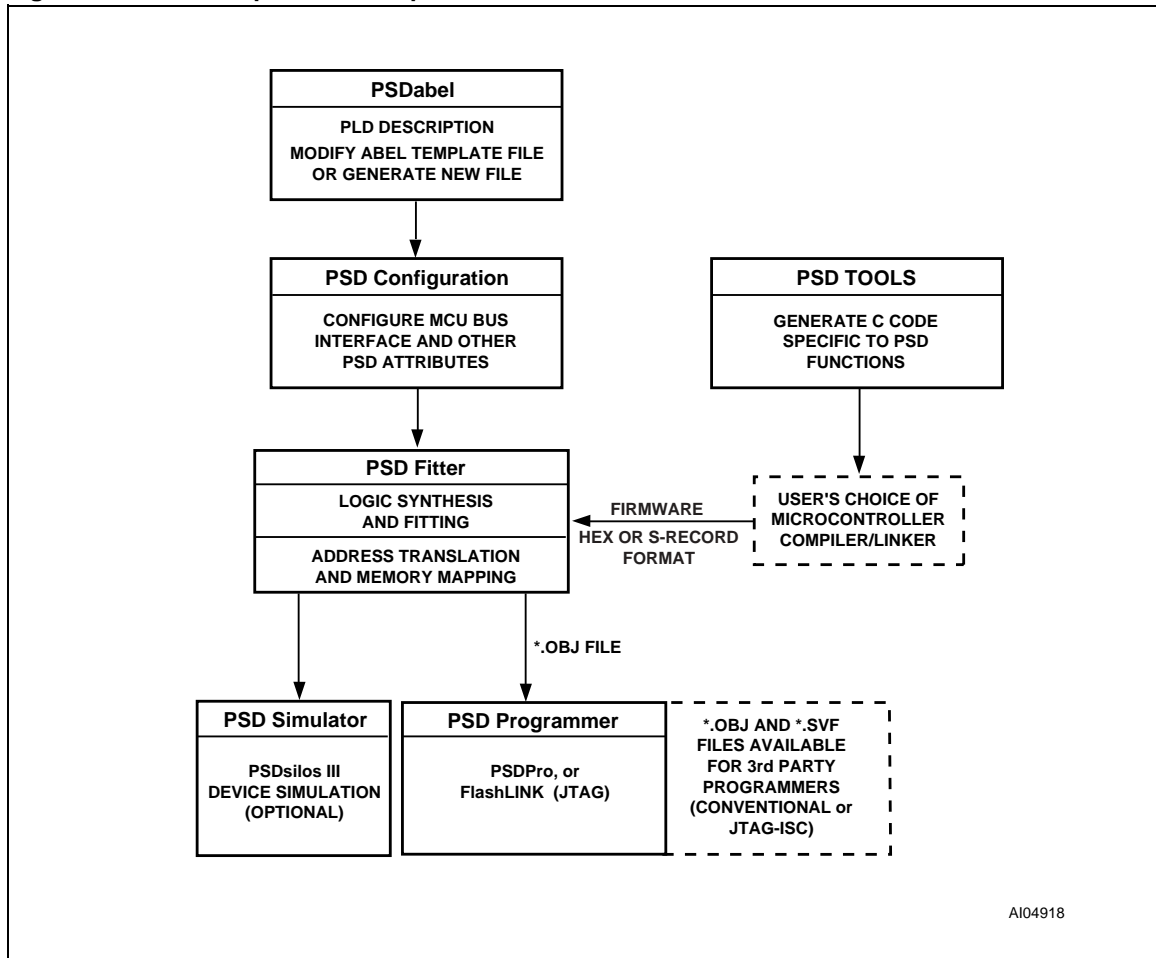 PSDabel
PLD DESCRIPTION
MODIFY ABEL TEMPLATE FILE
OR GENERATE NEW FILE
PSD Configuration
CONFIGURE MCU BUS
INTERFACE AND OTHER
PSD ATTRIBUTES
PSD TOOLS
GENERATE C CODE
SPECIFIC TO PSD
FUNCTIONS
PSD Fitter
LOGIC SYNTHESIS
AND FITTING
ADDRESS TRANSLATION
AND MEMORY MAPPING
FIRMWARE
HEX OR S-RECORD
FORMAT
USER'S CHOICE OF
MICROCONTROLLER
COMPILER/LINKER
*.OBJ FILE
PSD Simulator
PSDsilos III
DEVICE SIMULATION
(OPTIONAL)
PSD Programmer
PSDPro, or
FlashLINK (JTAG)
*.OBJ AND *.SVF
FILES AVAILABLE
FOR 3rd PARTY
PROGRAMMERS
(CONVENTIONAL or
JTAG-ISC)
AI04918